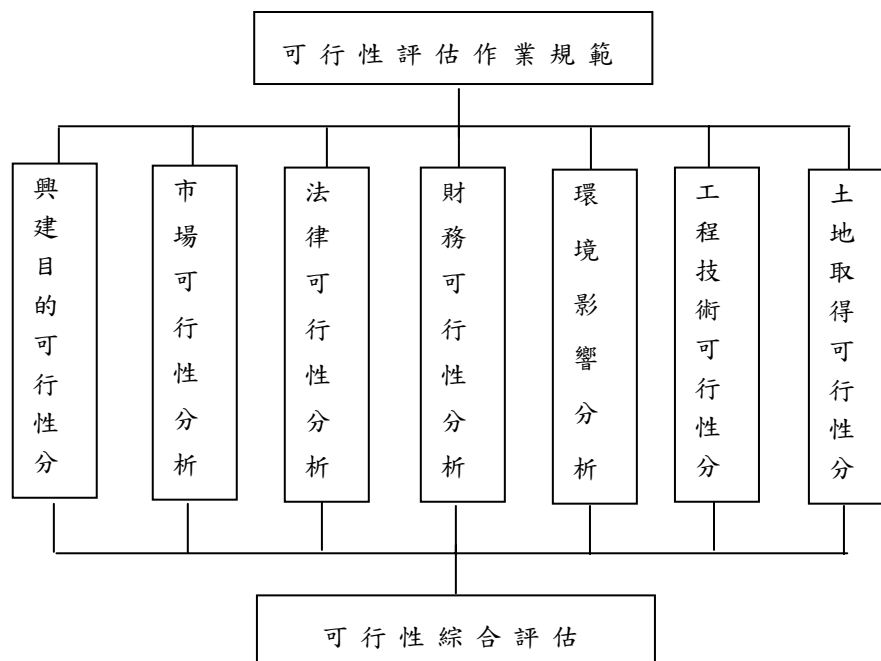 可行性評估作業規範
興建目的可行性分
市場可行性分析
法律可行性分析
財務可行性分析
環境影響分析
工程技術可行性分
土地取得可行性分
可行性綜合評估